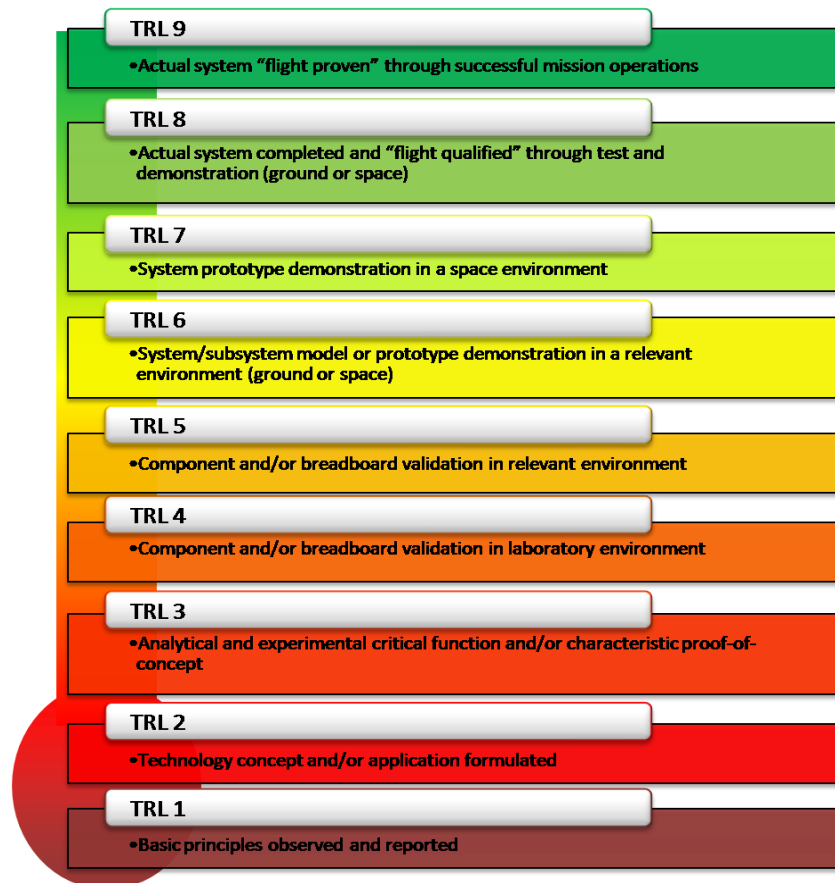 TRL 9
•Actual system “flight proven” through successful mission operations
TRL 8
•Actual system completed and “flight qualified” through test and
demonstration (ground or space)
TRL 7
•System prototype demonstration in a space environment
TRL 6
•System/subsystem model or prototype demonstration in a relevant
environment (ground or space)
TRL 5
•Component and/or breadboard validation in relevant environment
TRL 4
•Component and/or breadboard validation in laboratory environment
TRL 3
•Analytical and experimental critical function and/or characteristic proof-of-
concept
TRL 2
•Technology concept and/or application formulated
TRL 1
•Basic principles observed and reported